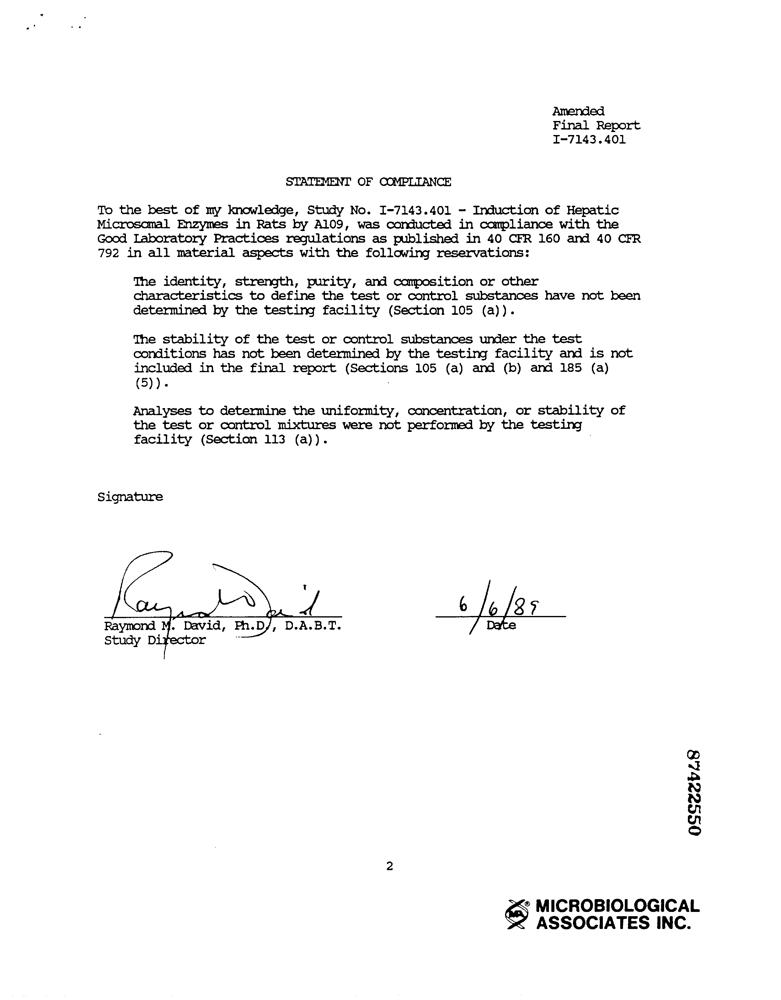 Amended
Final Report
I-7143.401
STATEMENT OF COMPLIANCE
To the best of my knowledge, Study No. I-7143.401 - Induction of Hepatic
Microsomal Enzymes in Rats by A109, was conducted in compliance with the
Good Laboratory Practices regulations as published in 40 CFR 160 and 40 CFR
792 in all material aspects with the following reservations:
The identity, strength, purity, and composition or other
characteristics to define the test or control substances have not been
determined by the testing facility (Section 105 (a)).
The stability of the test or control substances under the test
conditions has not been determined by the testing facility and is not
included in the final report (Sections 105 (a) and (b) and 185 (a)
(5)).
Analyses to determine the uniformity, concentration, or stability of
the test or control mixtures were not performed by the testing
facility (Section 113 (a)).
Signature
Raymond David
6/6/89
Raymond M. David, Ph.D., D.A.B.T.
Date
Study Director
87422550
2
MICROBIOLOGICAL
ASSOCIATES INC.